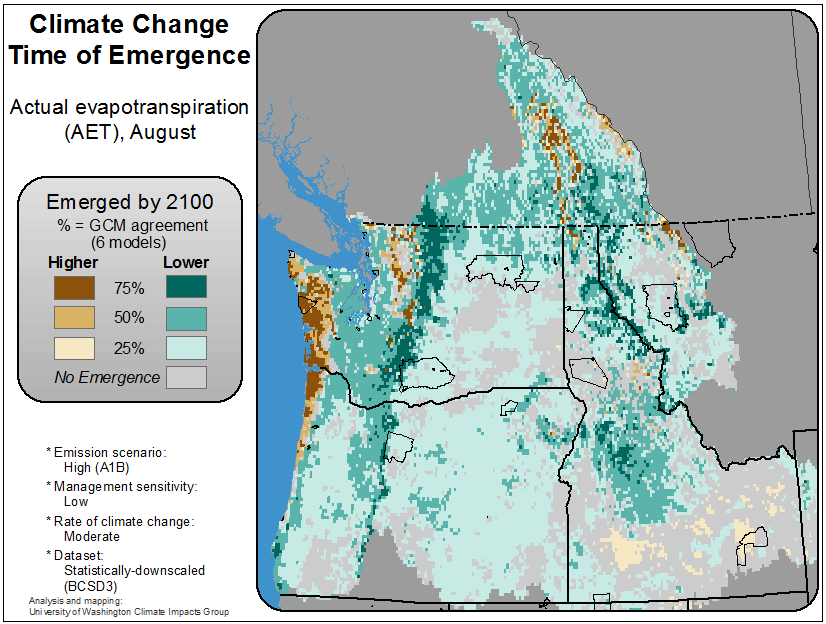 Climate Change
Time of Emergence
Actual evapotranspiration
(AET), August
Emerged by 2100
% = GCM agreement
(6 models)
Higher Lower
75%
50%
25%
No Emergence
* Emission scenario:
High (A1B)
* Management sensitivity:
Low
* Rate of climate change:
Moderate
* Dataset:
Statistically-downscaled
(BCSD3)
Analysis and mapping:
University of Washington Climate Impacts Group